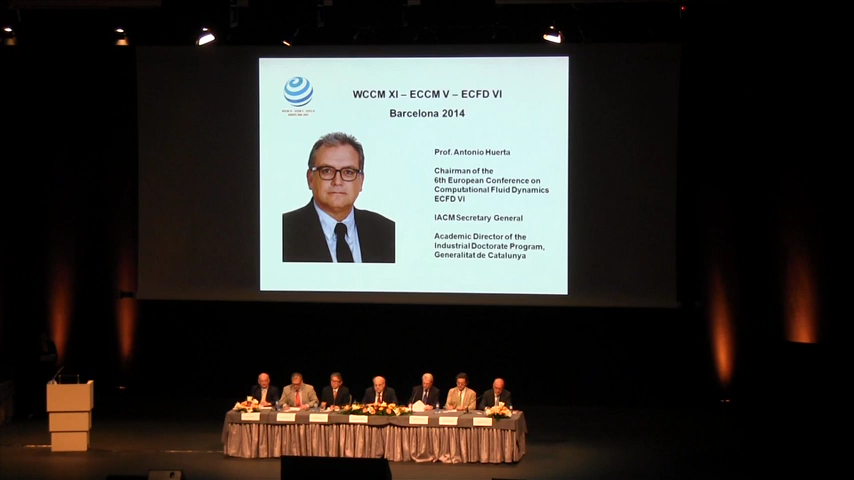 WCCM XI – ECCM V – ECFD VI
Barcelona 2014
Prof. Antonio Huerta
Chairman of the
6th European Conference on
Computational Fluid Dynamics
ECFD VI
IACM Secretary General
Academic Director of the
Industrial Doctorate Program,
Generalitat de Catalunya